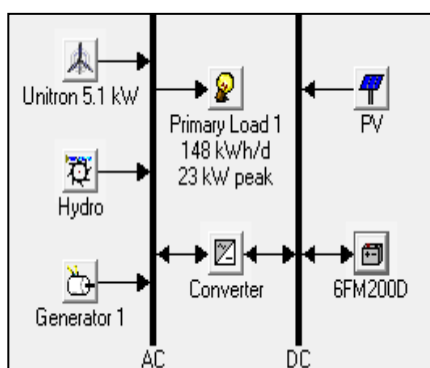 Unitron 5.1 kW
Primary Load 1
148 kWh/d
23 kW peak
PV
Hydro
Generator 1
Converter
6FM200D
AC
DC